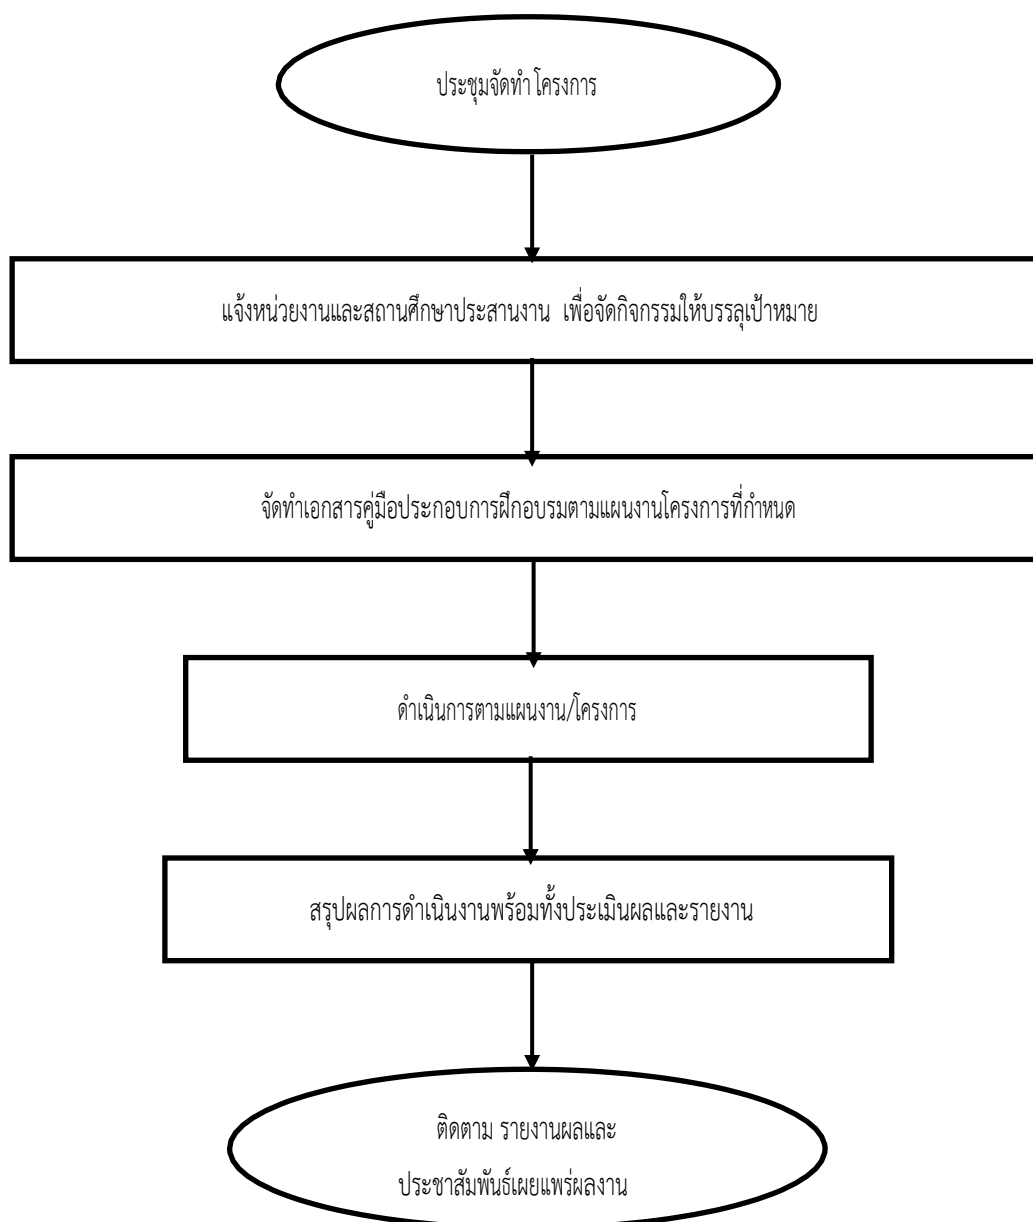 ประชุมจัดทำโครงการ
แจ้งหน่วยงานและสถานศึกษาประสานงาน เพื่อจัดกิจกรรมให้บรรลุเป้าหมาย
จัดทำเอกสารคู่มือประกอบการฝึกอบรมตามแผนงานโครงการที่กำหนด
ดำเนินการตามแผนงาน/โครงการ
สรุปผลการดำเนินงานพร้อมทั้งประเมินผลและรายงาน
ติดตาม รายงานผลและ
ประชาสัมพันธ์เผยแพร่ผลงาน